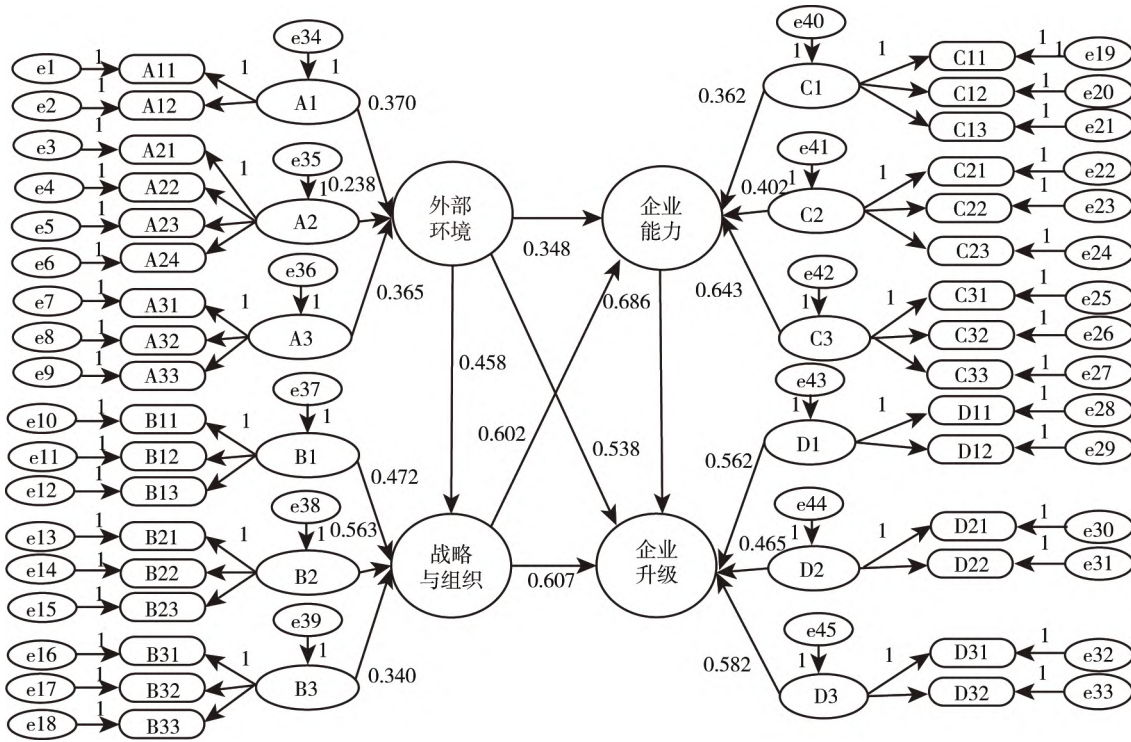 e34
e40
e1
1
A11
1
1
1
0.370
A1
e2
1
A12
e3
1
A21
1
e35
1
0.238
e4
1
A22
e5
1
A23
A2
e6
1
A24
e7
1
A31
1
e36
1
0.365
e8
1
A32
A3
e9
1
A33
e10
1
B11
1
e37
1
e11
1
B12
B1
0.472
e12
1
B13
e13
1
B21
1
e38
1
0.563
e14
1
B22
B2
e15
1
B23
e16
1
B31
1
e39
1
0.340
e17
1
B32
B3
e18
1
B33
外部
环境
企业
能力
0.348
0.686
0.458
0.602
0.538
战略
与组织
0.607
企业
升级
0.362
1
C1
1
C11
1
1
e19
C12
1
e20
C13
1
e21
e41
0.402
1
C2
1
C21
1
e22
C22
1
e23
C23
1
e24
e42
0.643
1
C3
1
C31
1
e25
C32
1
e26
C33
1
e27
e43
0.562
1
D1
1
D11
1
e28
D12
1
e29
e44
0.465
1
D2
1
D21
1
e30
D22
1
e31
e45
0.582
1
D3
1
D31
1
e32
D32
1
e33